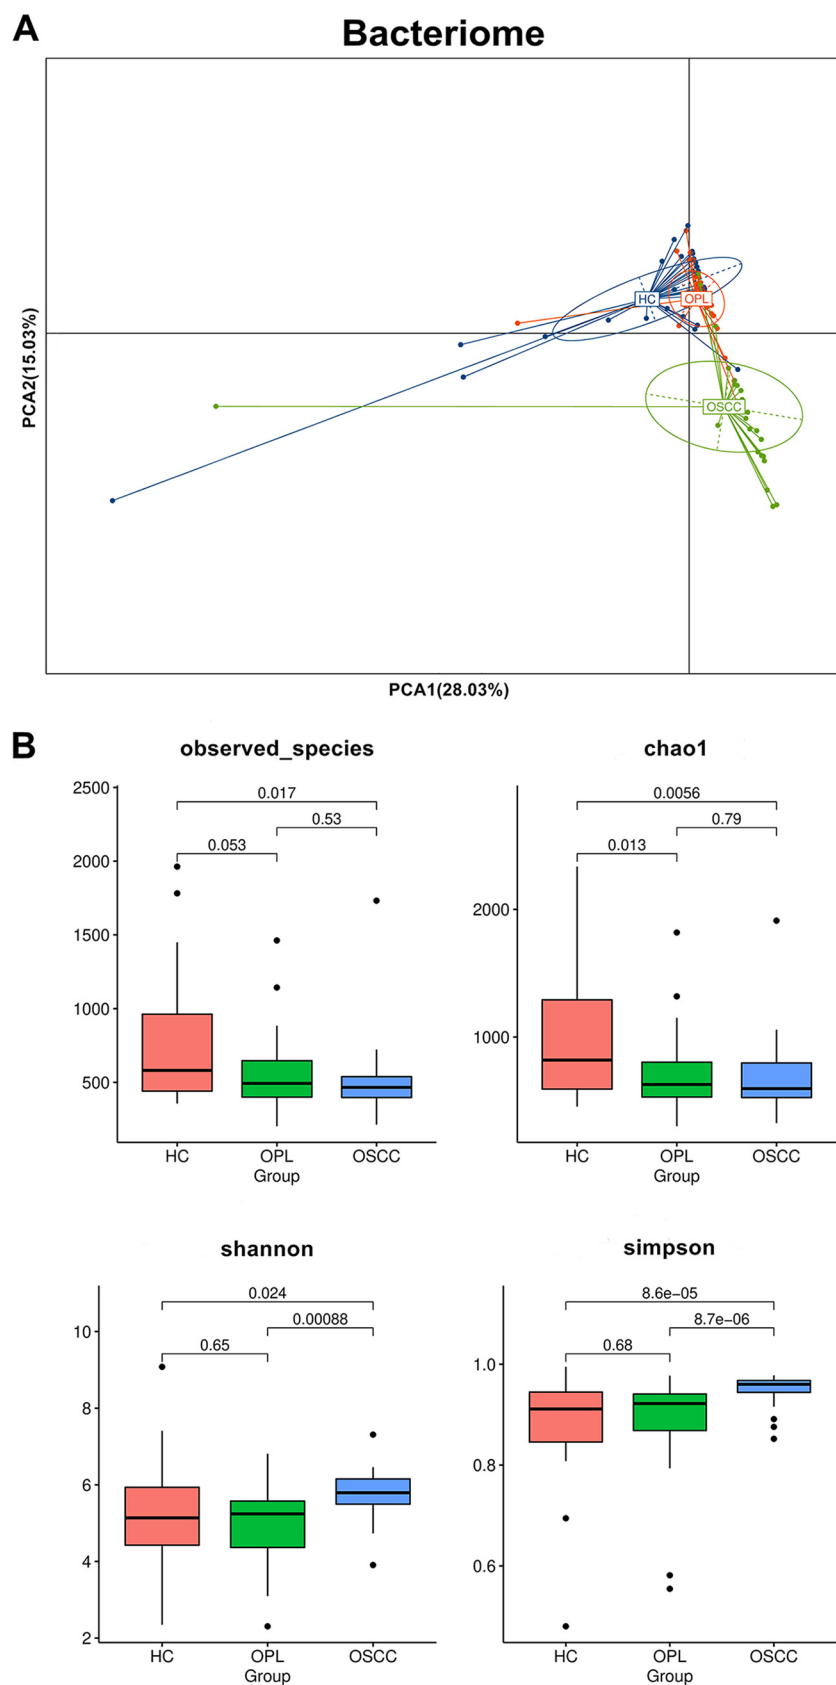 A
Bacteriome
HC
OPL
OSCC
PCA2(15.03%)
PCA1(28.03%)
B
observed_species
2500
2000
1500
1000
500
0.017
0.53
0.053
HC
OPL
OSCC
Group
chao1
2000
1000
0.0056
0.79
0.013
HC
OPL
OSCC
Group
shannon
10
8
6
4
2
0.024
0.00088
0.65
HC
OPL
OSCC
Group
simpson
1.0
0.8
0.6
8.6e−05
8.7e−06
0.68
HC
OPL
OSCC
Group